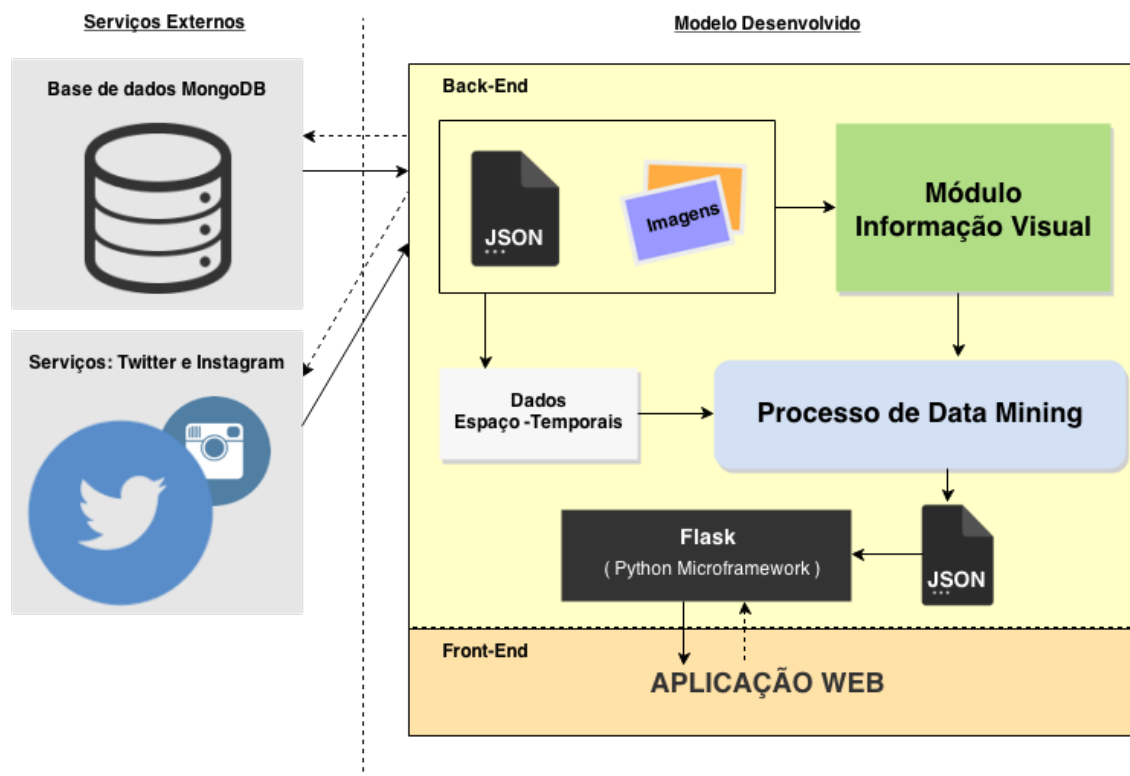 Serviços Externos
Modelo Desenvolvido
Base de dados MongoDB
Serviços: Twitter e Instagram
Back-End
JSON
Imagens
Módulo
Informação Visual
Dados
Espaço -Temporais
Processo de Data Mining
Flask
( Python Microframework )
JSON
Front-End
APLICAÇÃO WEB